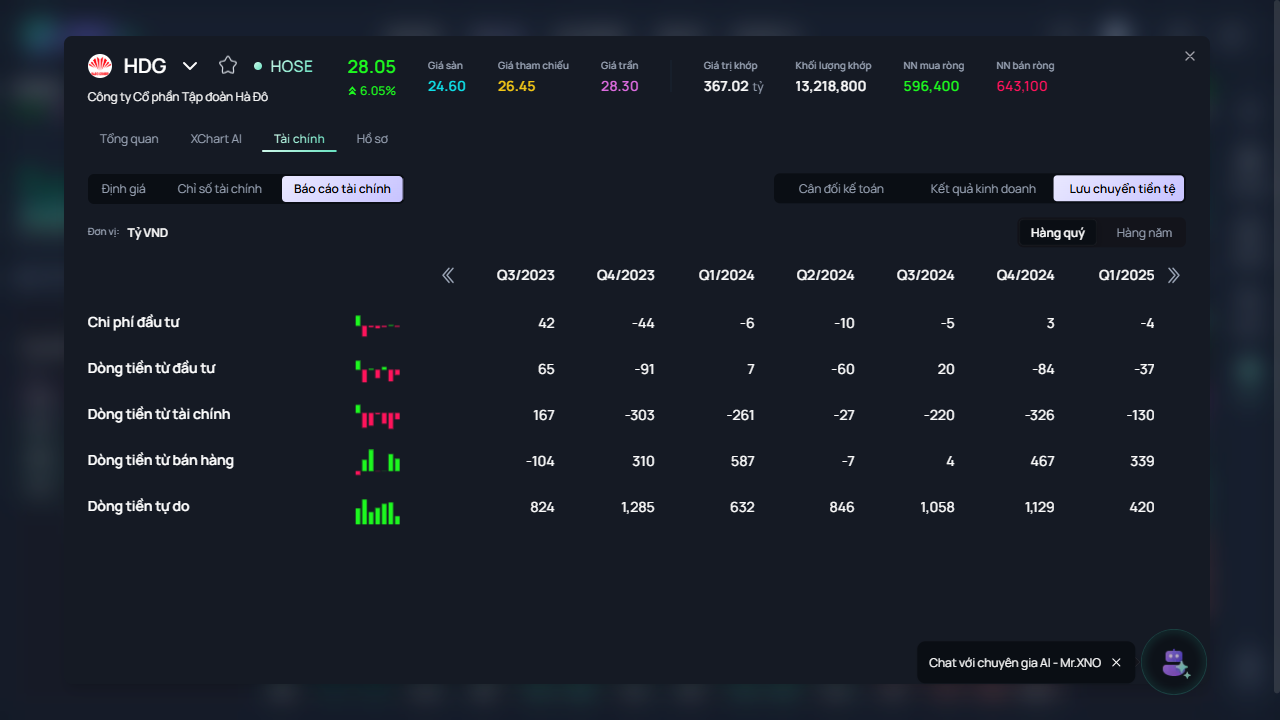 HDG
HOSE
28.05
6.05%
Giá sàn
24.60
Giá tham chiếu
26.45
Giá trần
28.30
Giá trị khớp
367.02 tỷ
Khối lượng khớp
13,218,800
NN mua ròng
596,400
NN bán ròng
643,100
Công ty Cổ phần Tập đoàn Hà Đô
Tổng quan XChart AI Tài chính Hồ sơ
Định giá Chỉ số tài chính Báo cáo tài chính
Cân đối kế toán Kết quả kinh doanh Lưu chuyển tiền tệ
Đơn vị: Tỷ VND
Hàng quý Hàng năm
Q3/2023 Q4/2023 Q1/2024 Q2/2024 Q3/2024 Q4/2024 Q1/2025
Chi phí đầu tư 42 -44 -6 -10 -5 3 -4
Dòng tiền từ đầu tư 65 -91 7 -60 20 -84 -37
Dòng tiền từ tài chính 167 -303 -261 -27 -220 -326 -130
Dòng tiền từ bán hàng -104 310 587 -7 4 467 339
Dòng tiền tự do 824 1,285 632 846 1,058 1,129 420
Chat với chuyên gia AI - Mr.XNO